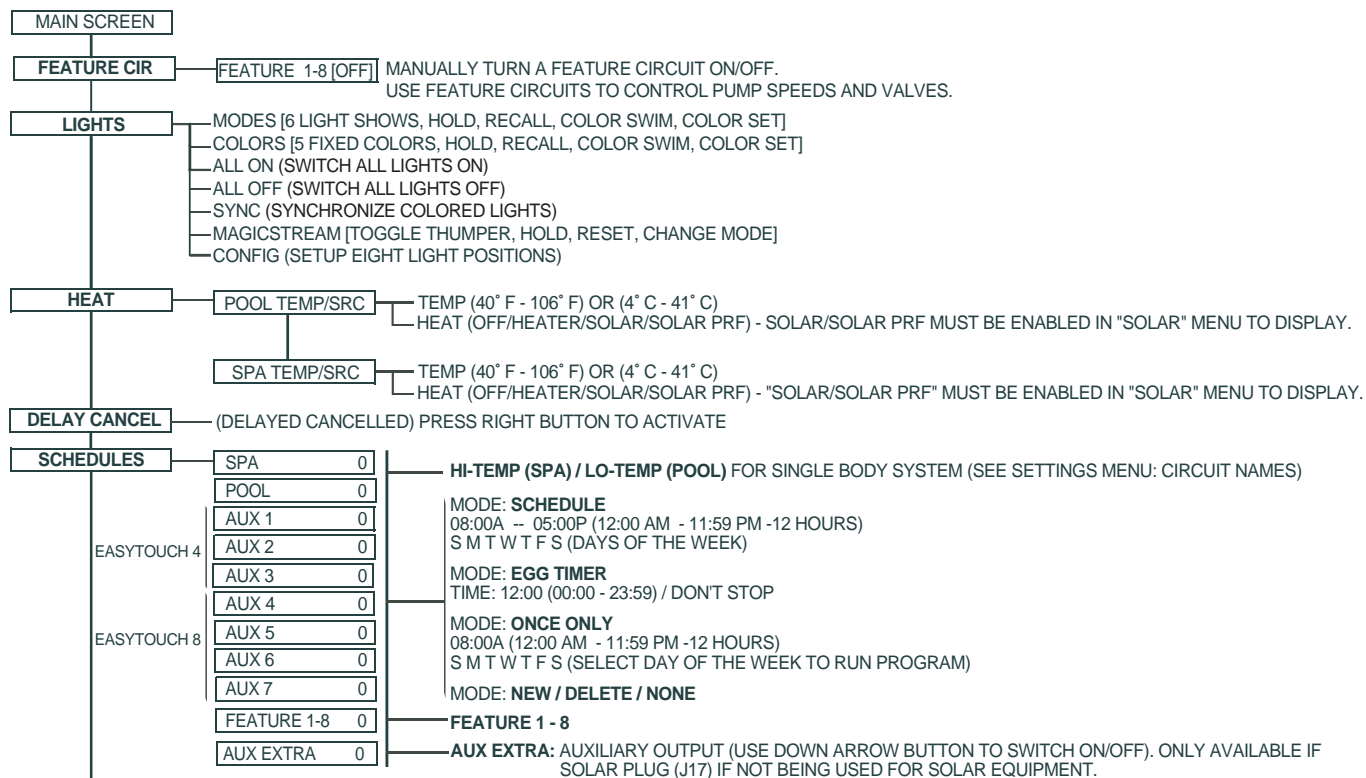 MAIN SCREEN
FEATURE CIR
FEATURE 1-8 [OFF] MANUALLY TURN A FEATURE CIRCUIT ON/OFF.
USE FEATURE CIRCUITS TO CONTROL PUMP SPEEDS AND VALVES.
LIGHTS
MODES [6 LIGHT SHOWS, HOLD, RECALL, COLOR SWIM, COLOR SET]
COLORS [5 FIXED COLORS, HOLD, RECALL, COLOR SWIM, COLOR SET]
ALL ON (SWITCH ALL LIGHTS ON)
ALL OFF (SWITCH ALL LIGHTS OFF)
SYNC (SYNCHRONIZE COLORED LIGHTS)
MAGICSTREAM [TOGGLE THUMPER, HOLD, RESET, CHANGE MODE]
CONFIG (SETUP EIGHT LIGHT POSITIONS)
HEAT
POOL TEMP/SRC
TEMP (40° F - 106° F) OR (4° C - 41° C)
HEAT (OFF/HEATER/SOLAR/SOLAR PRF) - SOLAR/SOLAR PRF MUST BE ENABLED IN "SOLAR" MENU TO DISPLAY.
SPA TEMP/SRC
TEMP (40° F - 106° F) OR (4° C - 41° C)
HEAT (OFF/HEATER/SOLAR/SOLAR PRF) - "SOLAR/SOLAR PRF" MUST BE ENABLED IN "SOLAR" MENU TO DISPLAY.
DELAY CANCEL
(DELAYED CANCELLED) PRESS RIGHT BUTTON TO ACTIVATE
SCHEDULES
SPA 0
POOL 0
EASYTOUCH 4
AUX 1 0
AUX 2 0
AUX 3 0
EASYTOUCH 8
AUX 4 0
AUX 5 0
AUX 6 0
AUX 7 0
FEATURE 1-8 0
AUX EXTRA 0
HI-TEMP (SPA) / LO-TEMP (POOL) FOR SINGLE BODY SYSTEM (SEE SETTINGS MENU: CIRCUIT NAMES)
MODE: SCHEDULE
08:00A -- 05:00P (12:00 AM - 11:59 PM -12 HOURS)
S M T W T F S (DAYS OF THE WEEK)
MODE: EGG TIMER
TIME: 12:00 (00:00 - 23:59) / DON'T STOP
MODE: ONCE ONLY
08:00A (12:00 AM - 11:59 PM -12 HOURS)
S M T W T F S (SELECT DAY OF THE WEEK TO RUN PROGRAM)
MODE: NEW / DELETE / NONE
FEATURE 1 - 8
AUX EXTRA: AUXILIARY OUTPUT (USE DOWN ARROW BUTTON TO SWITCH ON/OFF). ONLY AVAILABLE IF
SOLAR PLUG (J17) IF NOT BEING USED FOR SOLAR EQUIPMENT.